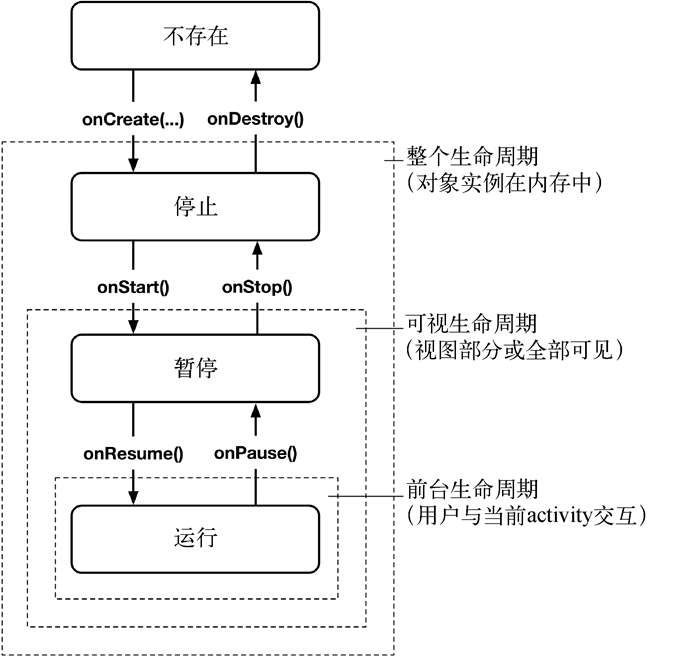 不存在
onCreate(...) onDestroy()
整个生命周期
（对象实例在内存中）
停止
onStart() onStop()
可视生命周期
（视图部分或全部可见）
暂停
onResume() onPause()
前台生命周期
（用户与当前activity交互）
运行